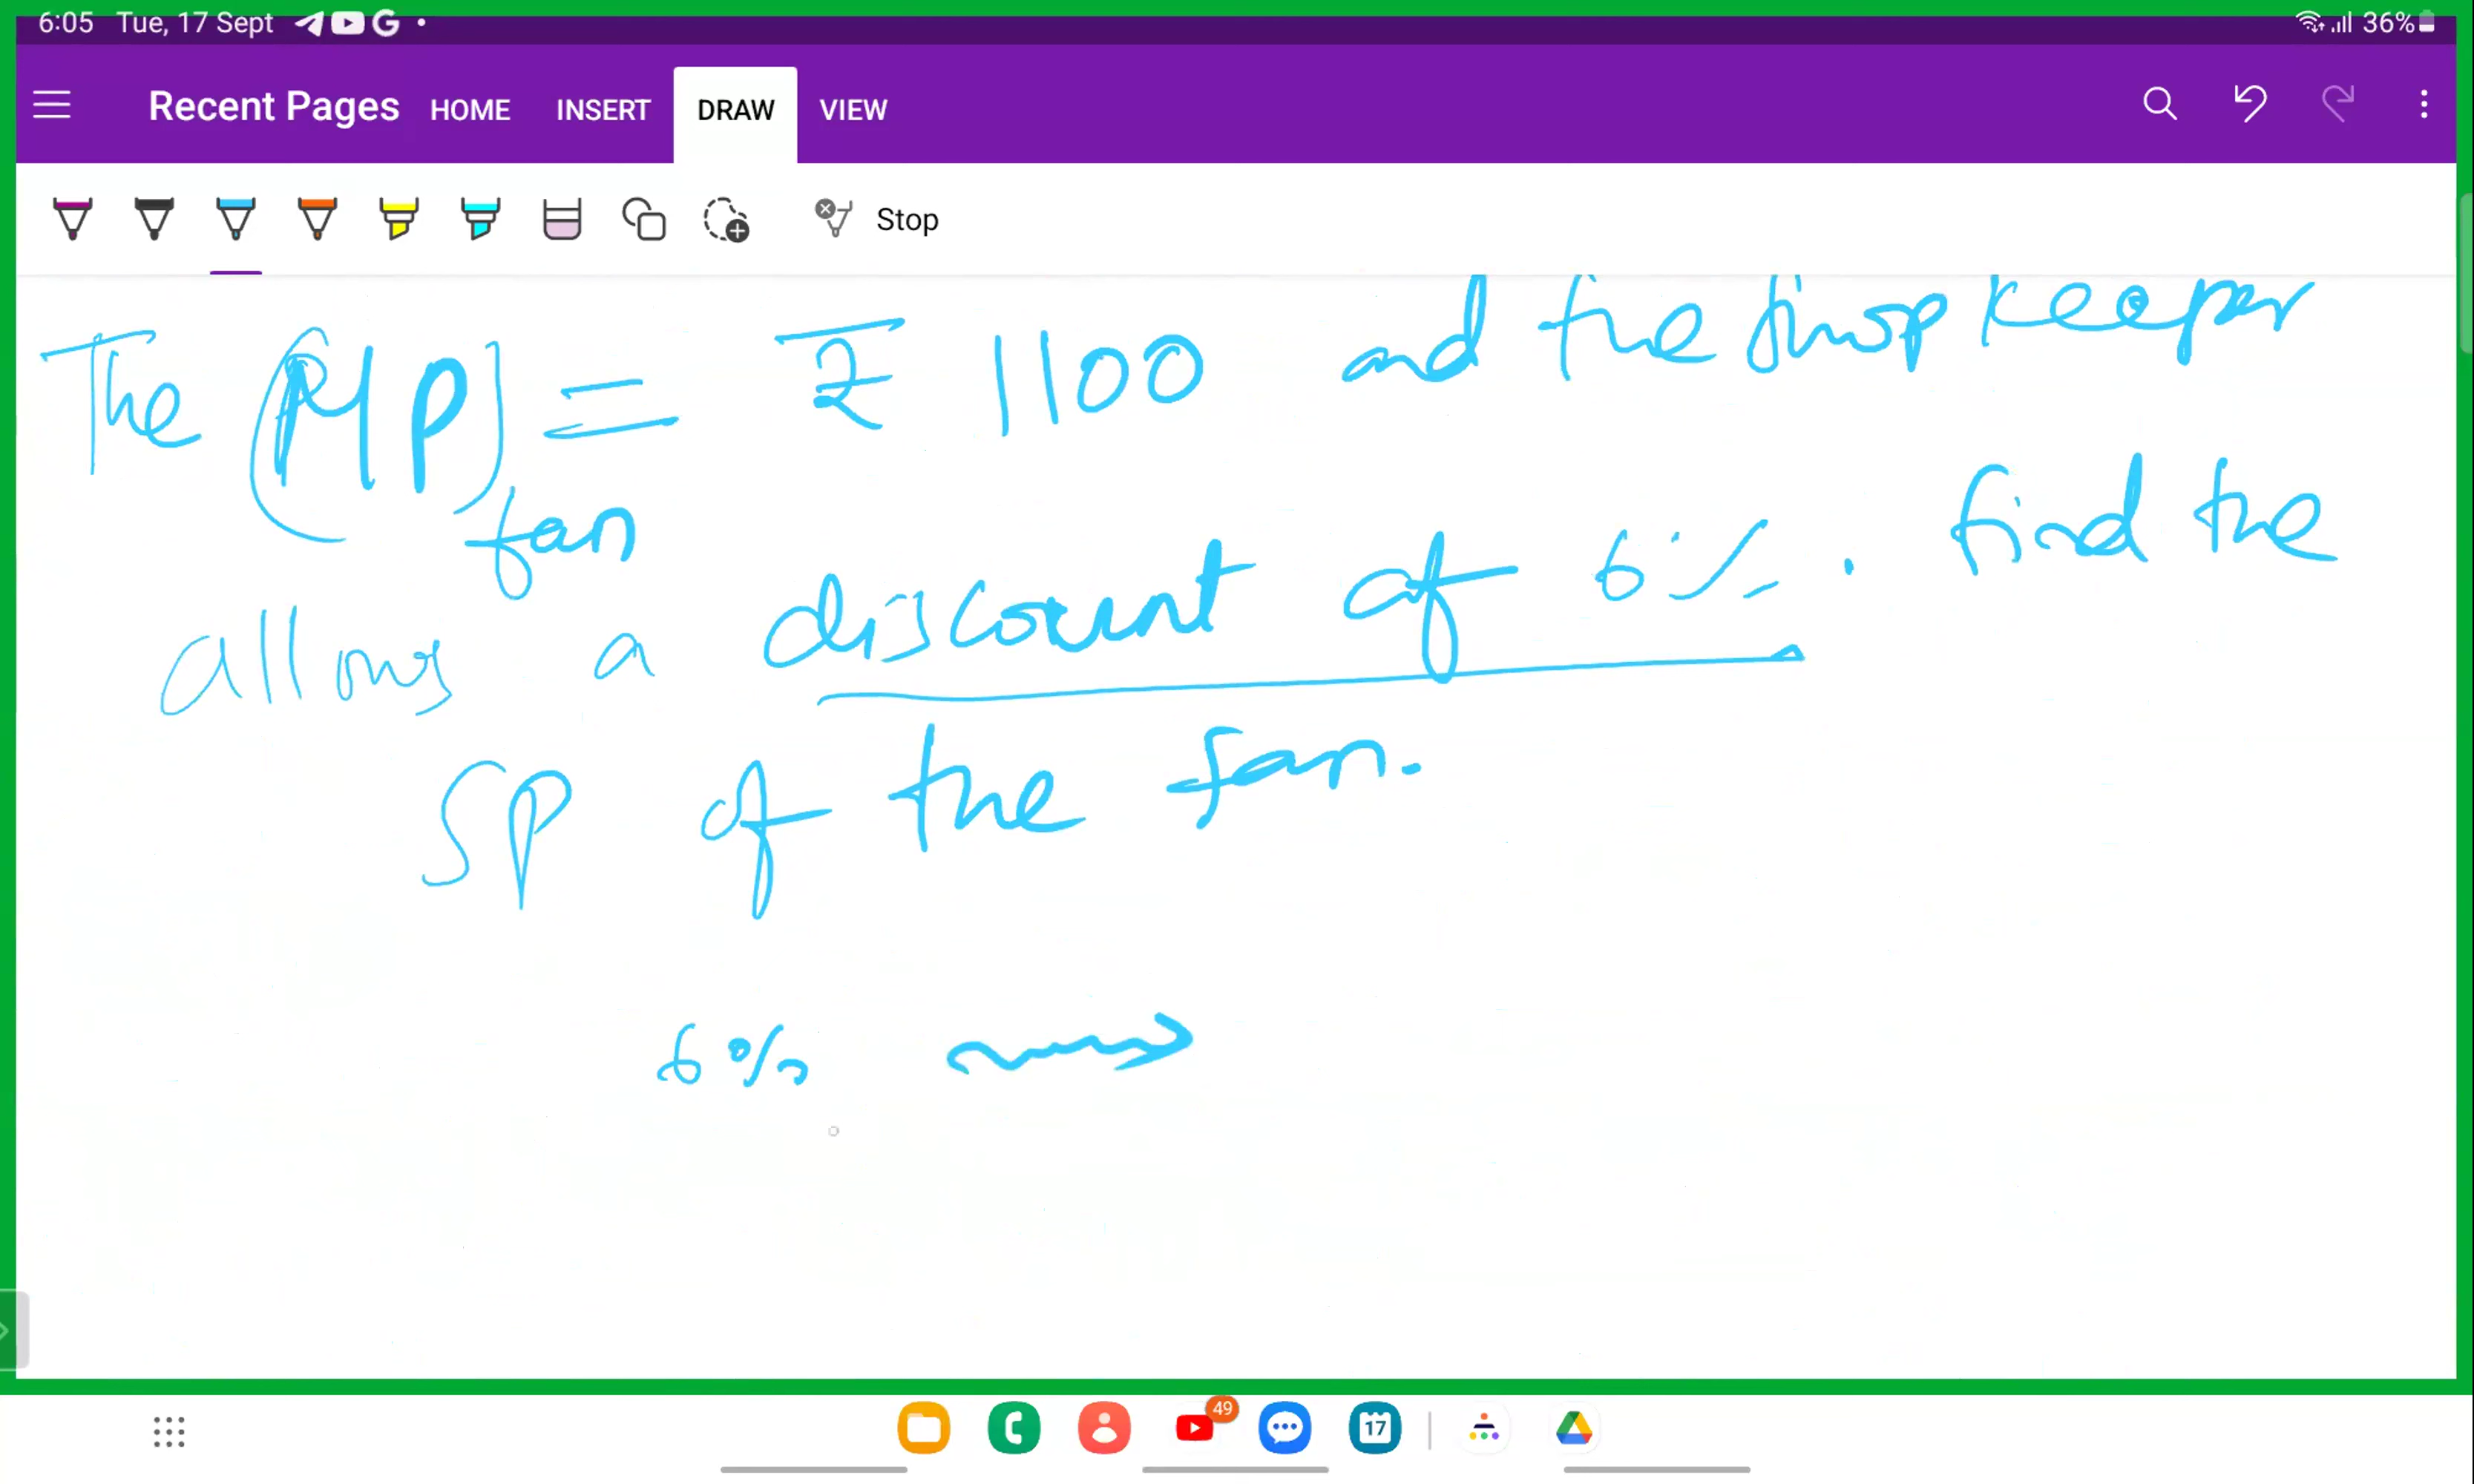 6:05 Tue, 17 Sept 36%
Recent Pages HOME INSERT DRAW VIEW
Stop
The (MP) fan = ₹ 1100 and the shopkeeper
allows a discount of 6%. find the
SP of the fan.
6%
49
17